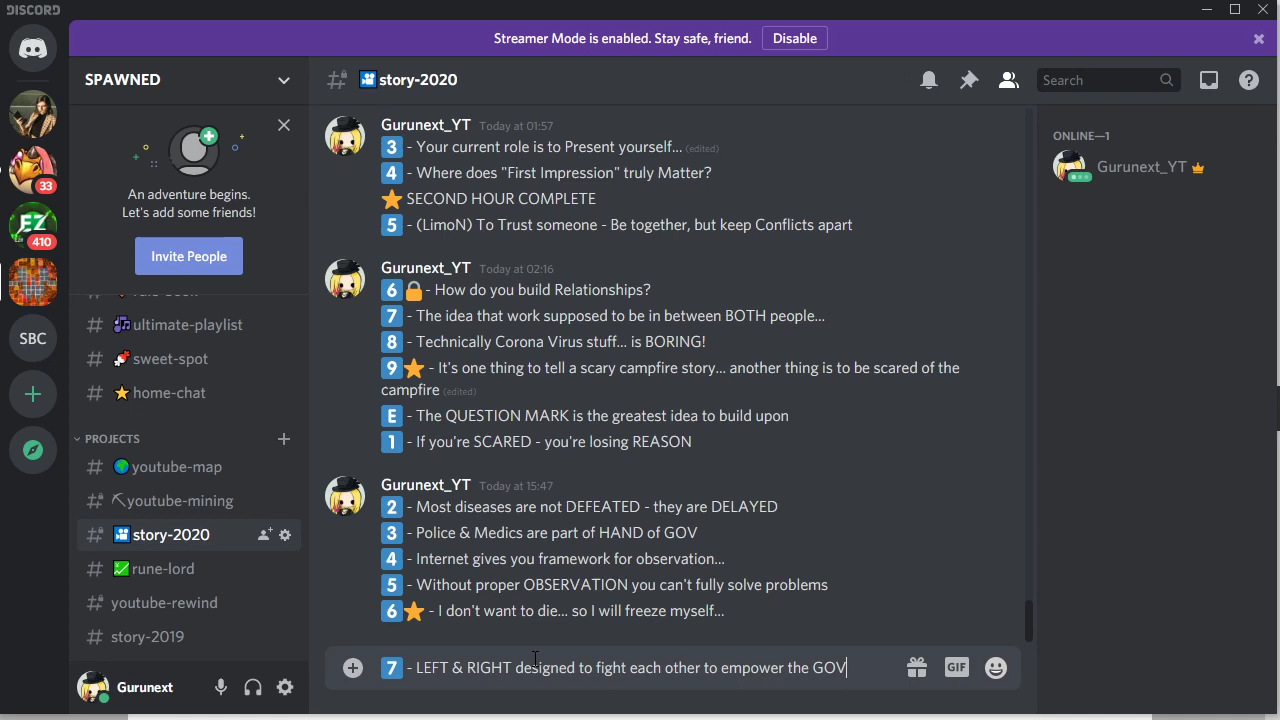 DISCORD
Streamer Mode is enabled. Stay safe, friend. Disable
SPAWNED
story-2020
Search
An adventure begins.
Let's add some friends!
Invite People
33
410
SBC
ultimate-playlist
sweet-spot
home-chat
PROJECTS
youtube-map
youtube-mining
story-2020
rune-lord
youtube-rewind
story-2019
Gurunext
Gurunext_YT Today at 01:57
3 - Your current role is to Present yourself... (edited)
4 - Where does "First Impression" truly Matter?
SECOND HOUR COMPLETE
5 - (LimoN) To Trust someone - Be together, but keep Conflicts apart
Gurunext_YT Today at 02:16
6 - How do you build Relationships?
7 - The idea that work supposed to be in between BOTH people...
8 - Technically Corona Virus stuff... is BORING!
9 - It's one thing to tell a scary campfire story... another thing is to be scared of the
campfire (edited)
E - The QUESTION MARK is the greatest idea to build upon
1 - If you're SCARED - you're losing REASON
Gurunext_YT Today at 15:47
2 - Most diseases are not DEFEATED - they are DELAYED
3 - Police & Medics are part of HAND of GOV
4 - Internet gives you framework for observation...
5 - Without proper OBSERVATION you can't fully solve problems
6 - I don't want to die... so I will freeze myself...
7 - LEFT & RIGHT designed to fight each other to empower the GOV
GIF
ONLINE—1
Gurunext_YT